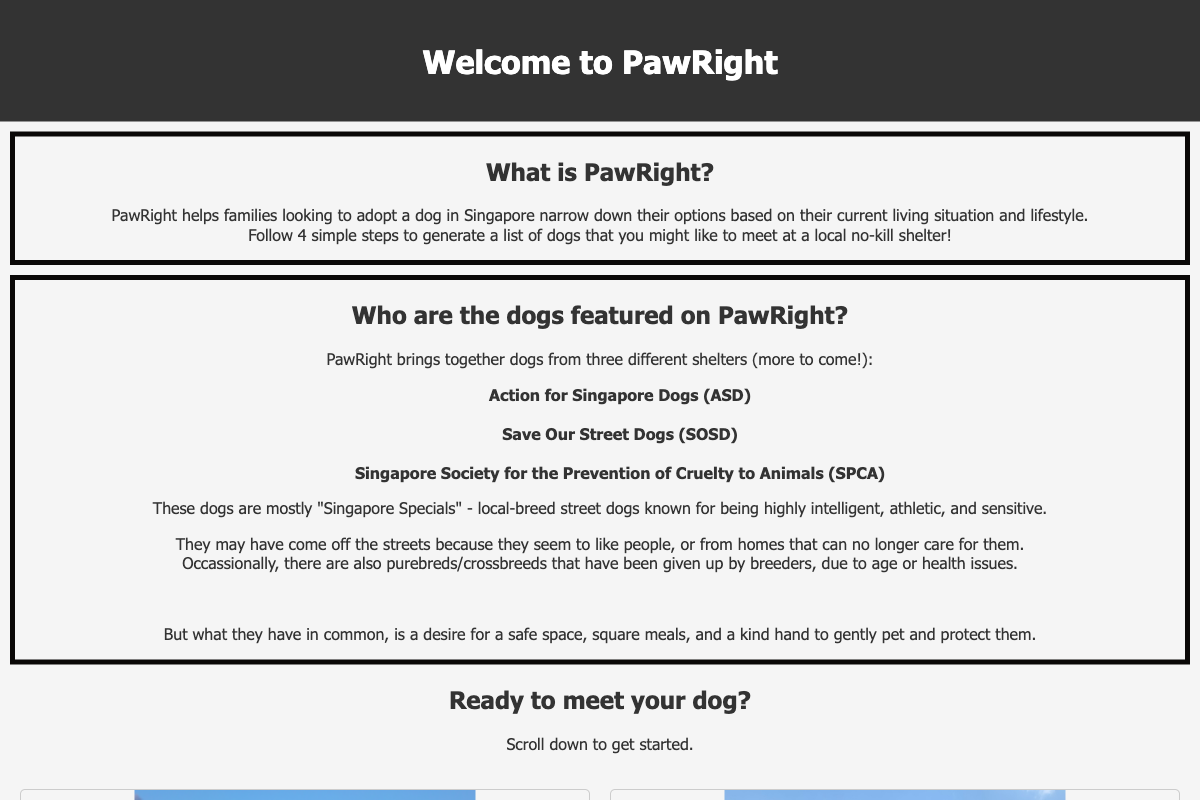 Welcome to PawRight
What is PawRight?
PawRight helps families looking to adopt a dog in Singapore narrow down their options based on their current living situation and lifestyle.
Follow 4 simple steps to generate a list of dogs that you might like to meet at a local no-kill shelter!
Who are the dogs featured on PawRight?
PawRight brings together dogs from three different shelters (more to come!):
Action for Singapore Dogs (ASD)
Save Our Street Dogs (SOSD)
Singapore Society for the Prevention of Cruelty to Animals (SPCA)
These dogs are mostly "Singapore Specials" - local-breed street dogs known for being highly intelligent, athletic, and sensitive.
They may have come off the streets because they seem to like people, or from homes that can no longer care for them.
Occassionally, there are also purebreds/crossbreeds that have been given up by breeders, due to age or health issues.
But what they have in common, is a desire for a safe space, square meals, and a kind hand to gently pet and protect them.
Ready to meet your dog?
Scroll down to get started.